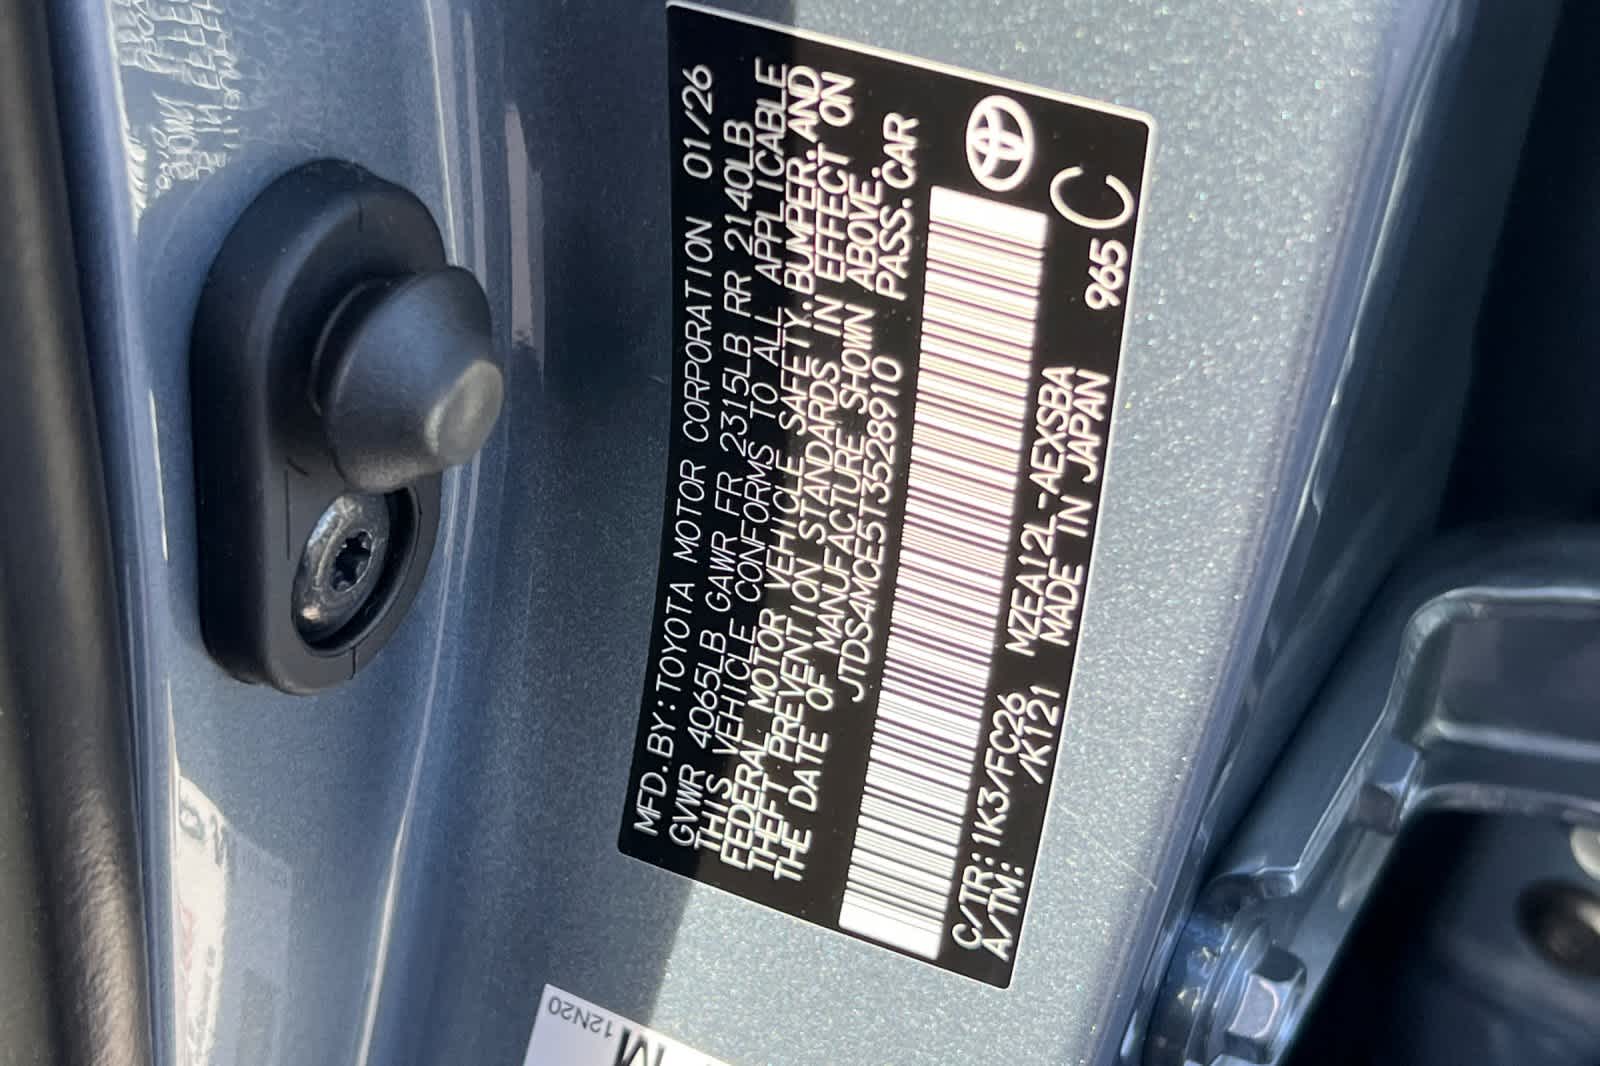 MFD.BY:TOYOTA MOTOR CORPORATION 01/26
GVWR 4065LB GAWR FR 2315LB RR 2140LB
THIS VEHICLE CONFORMS TO ALL APPLICABLE
FEDERAL MOTOR VEHICLE SAFETY,BUMPER,AND
THEFT PREVENTION STANDARDS IN EFFECT ON
THE DATE OF MANUFACTURE SHOWN ABOVE.
JTDS4MCE5T3528910 PASS.CAR
C/TR:1K3/FC26 MZEA12L-AEXSBA
A/TM: /K121 MADE IN JAPAN 965
C
12N20
M